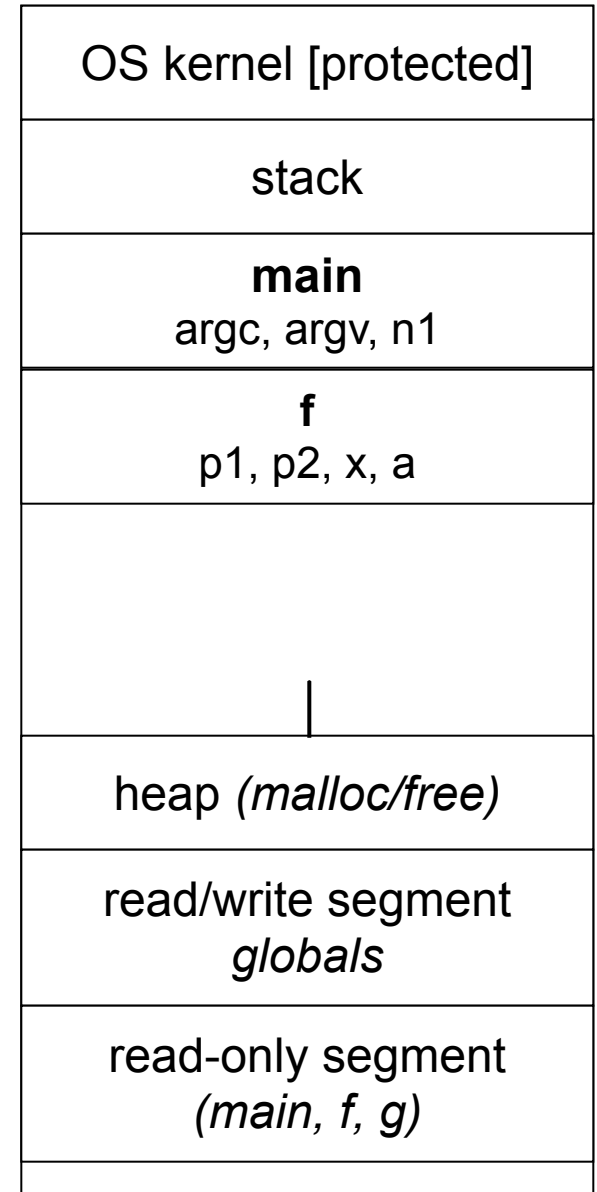 OS kernel [protected]
stack
main
argc, argv, n1
f
p1, p2, x, a
heap (malloc/free)
read/write segment
globals
read-only segment
(main, f, g)